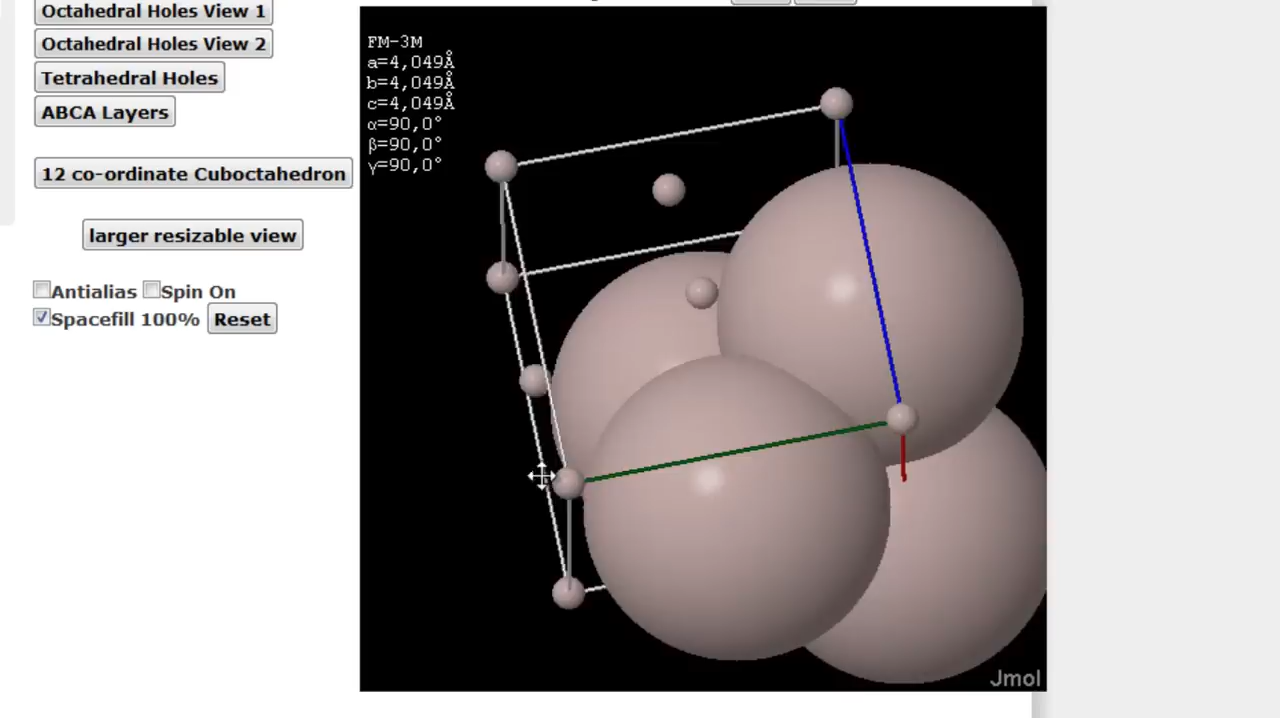 Octahedral Holes View 1
Octahedral Holes View 2
Tetrahedral Holes
ABCA Layers
12 co-ordinate Cuboctahedron
larger resizable view
Antialias Spin On
Spacefill 100% Reset
FM-3M
a=4,049Å
b=4,049Å
c=4,049Å
α=90,0°
β=90,0°
γ=90,0°
Jmol